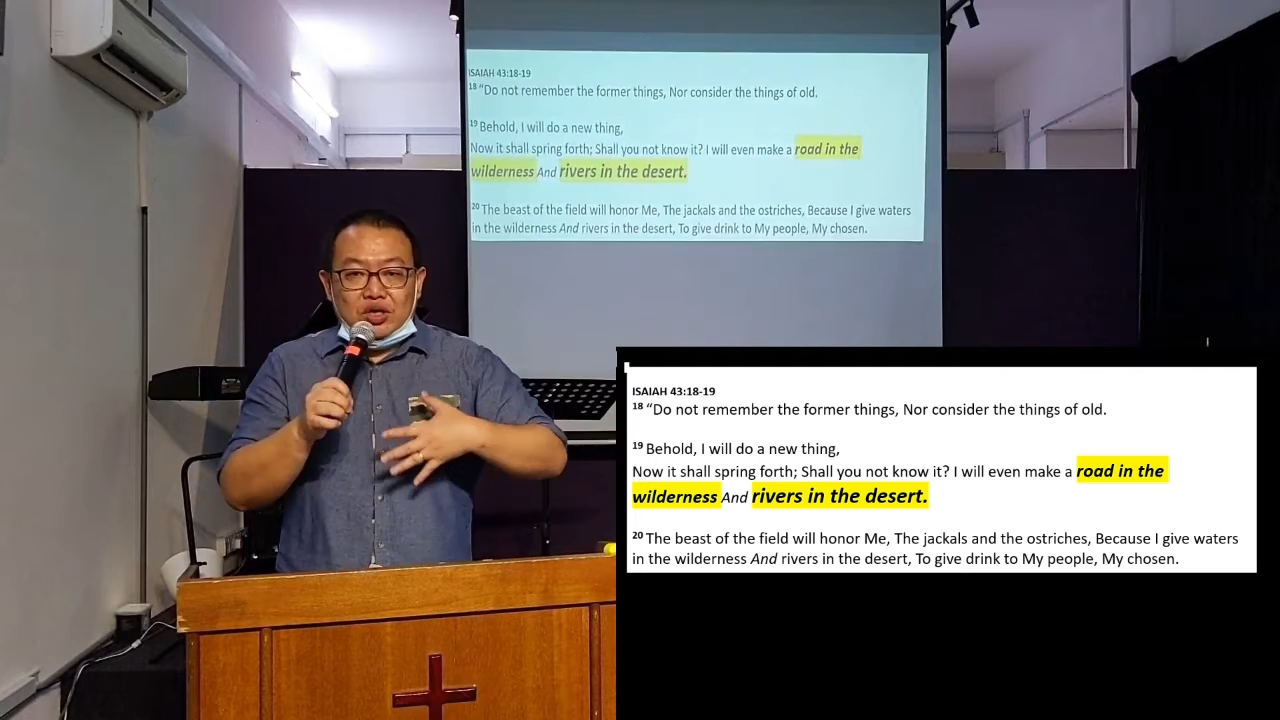 ISAIAH 43:18-19
18 “Do not remember the former things, Nor consider the things of old.
19 Behold, I will do a new thing,
Now it shall spring forth; Shall you not know it? I will even make a road in the
wilderness And rivers in the desert.
20 The beast of the field will honor Me, The jackals and the ostriches, Because I give waters
in the wilderness And rivers in the desert, To give drink to My people, My chosen.
ISAIAH 43:18-19
18 “Do not remember the former things, Nor consider the things of old.
19 Behold, I will do a new thing,
Now it shall spring forth; Shall you not know it? I will even make a road in the
wilderness And rivers in the desert.
20 The beast of the field will honor Me, The jackals and the ostriches, Because I give waters
in the wilderness And rivers in the desert, To give drink to My people, My chosen.